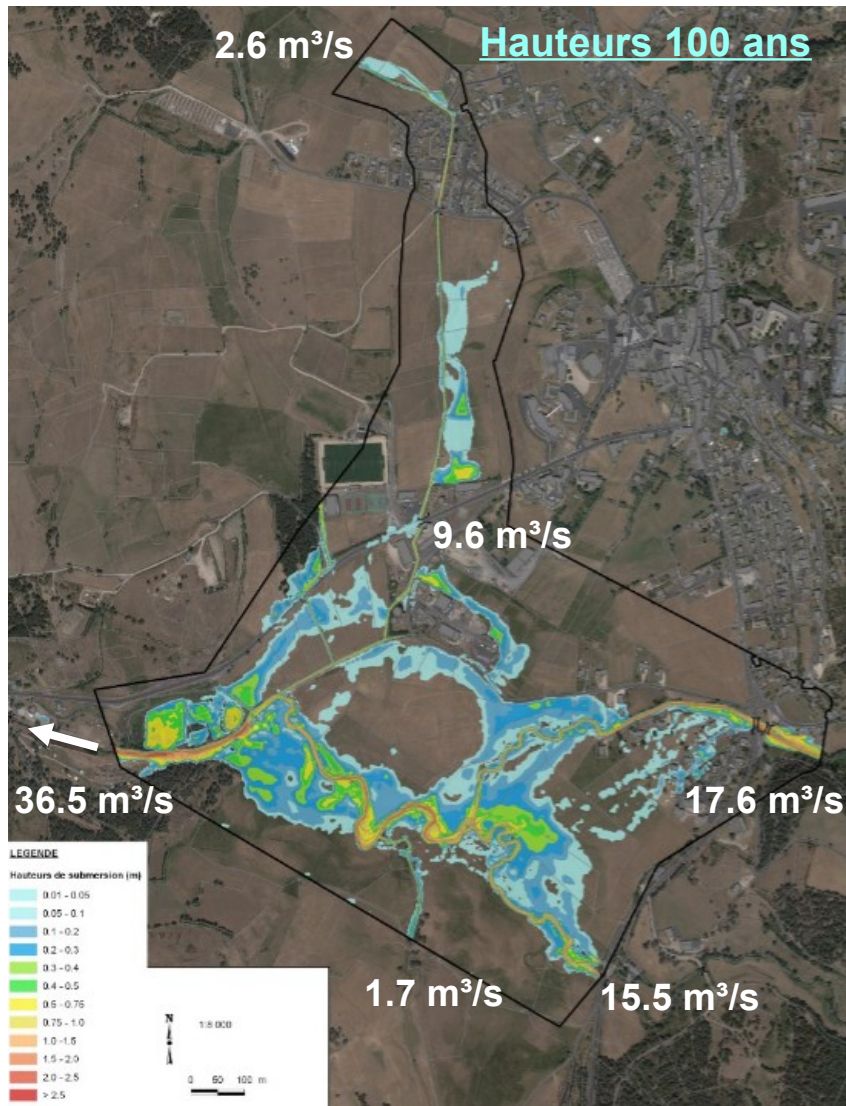 2.6 m³/s
Hauteurs 100 ans
9.6 m³/s
36.5 m³/s
17.6 m³/s
1.7 m³/s
15.5 m³/s
LEGENDE
Hauteurs de submersion (m)
0.01 - 0.05
0.05 - 0.1
0.1 - 0.2
0.2 - 0.3
0.3 - 0.4
0.4 - 0.5
0.5 - 0.75
0.75 - 1.0
1.0 - 1.5
1.5 - 2.0
2.0 - 2.5
> 2.5
N
1:8 000
0 50 100 m